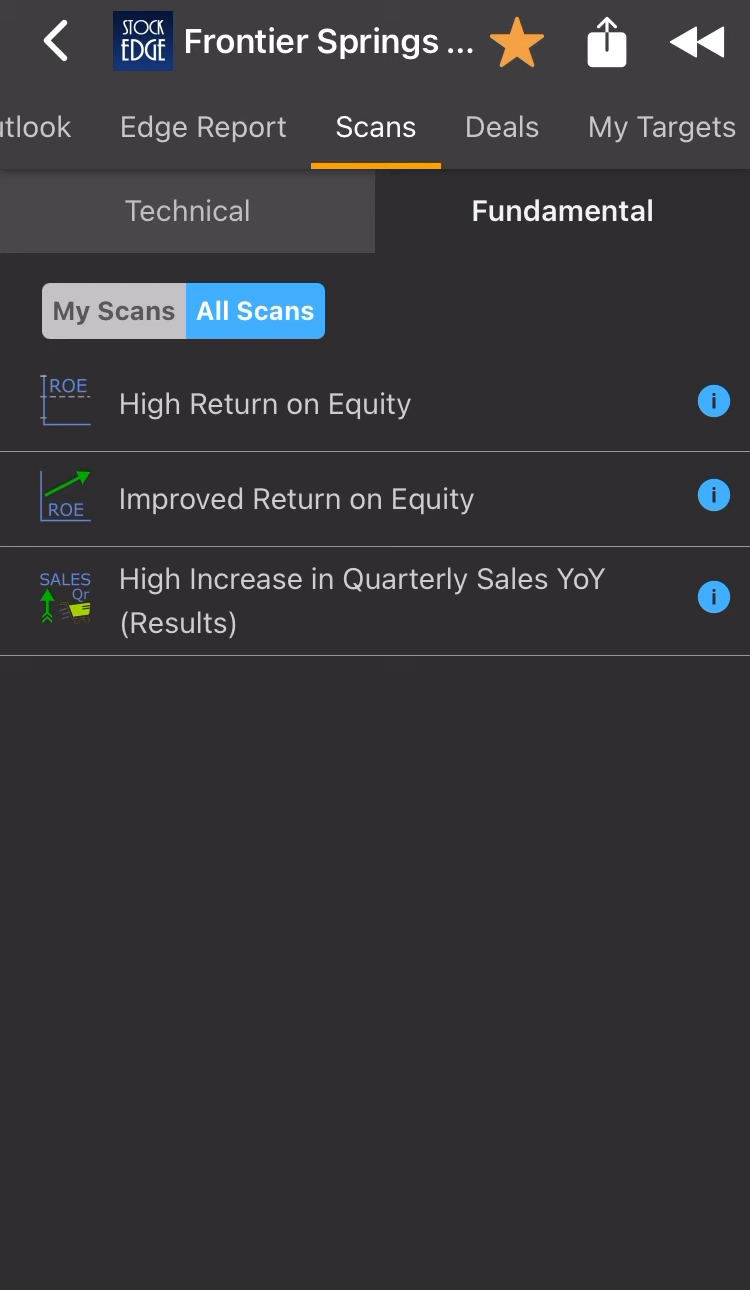 STOCK
EDGE
Frontier Springs ...
utlook
Edge Report
Scans
Deals
My Targets
Technical
Fundamental
My Scans
All Scans
ROE
High Return on Equity
i
ROE
Improved Return on Equity
i
SALES
Qr
High Increase in Quarterly Sales YoY
(Results)
i